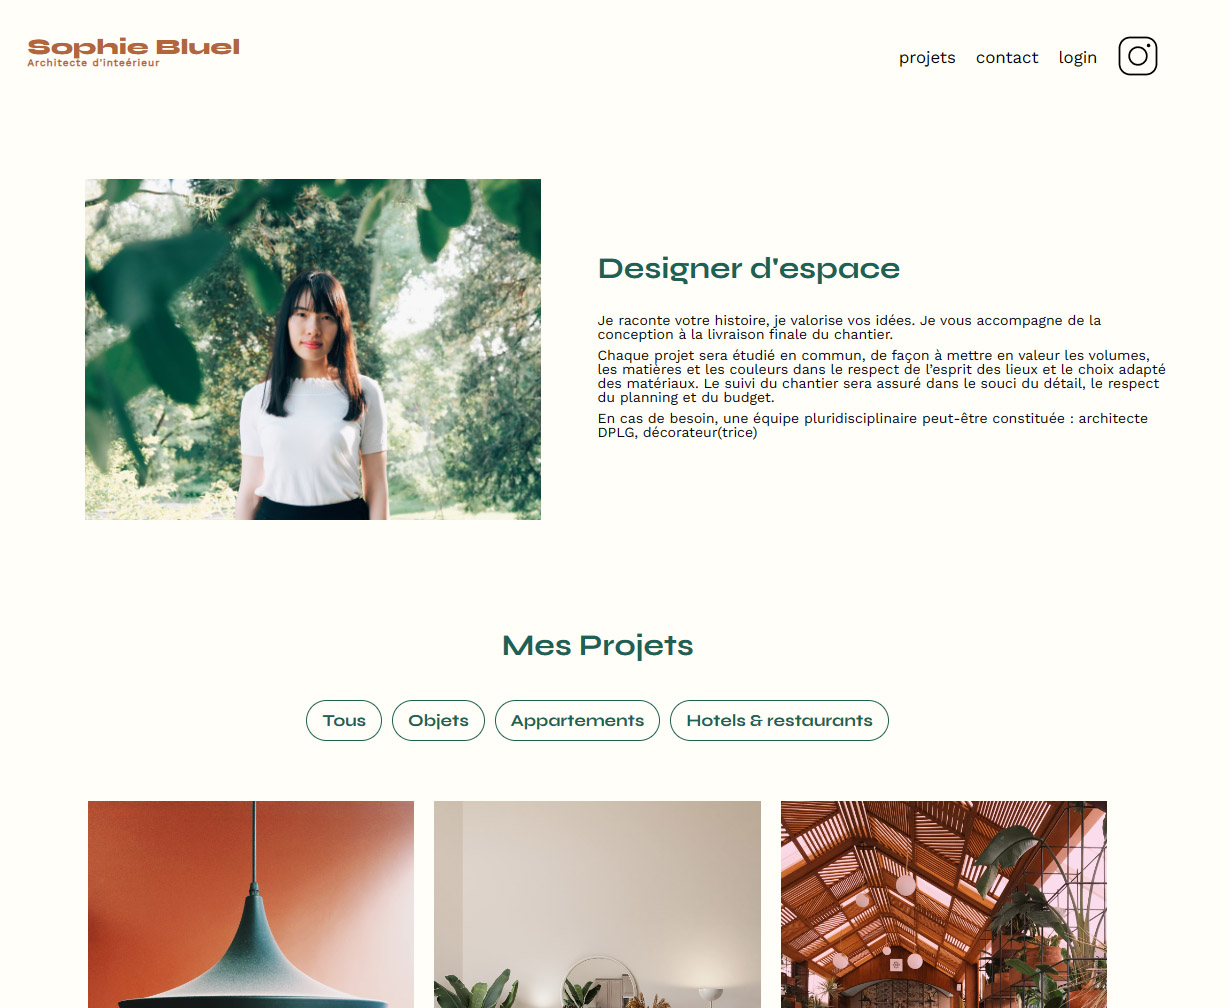 Sophie Bluel
Architecte d'inteérieur
projets contact login
Designer d'espace
Je raconte votre histoire, je valorise vos idées. Je vous accompagne de la
conception à la livraison finale du chantier.
Chaque projet sera étudié en commun, de façon à mettre en valeur les volumes,
les matières et les couleurs dans le respect de l’esprit des lieux et le choix adapté
des matériaux. Le suivi du chantier sera assuré dans le souci du détail, le respect
du planning et du budget.
En cas de besoin, une équipe pluridisciplinaire peut-être constituée : architecte
DPLG, décorateur(trice)
Mes Projets
Tous Objets Appartements Hotels & restaurants